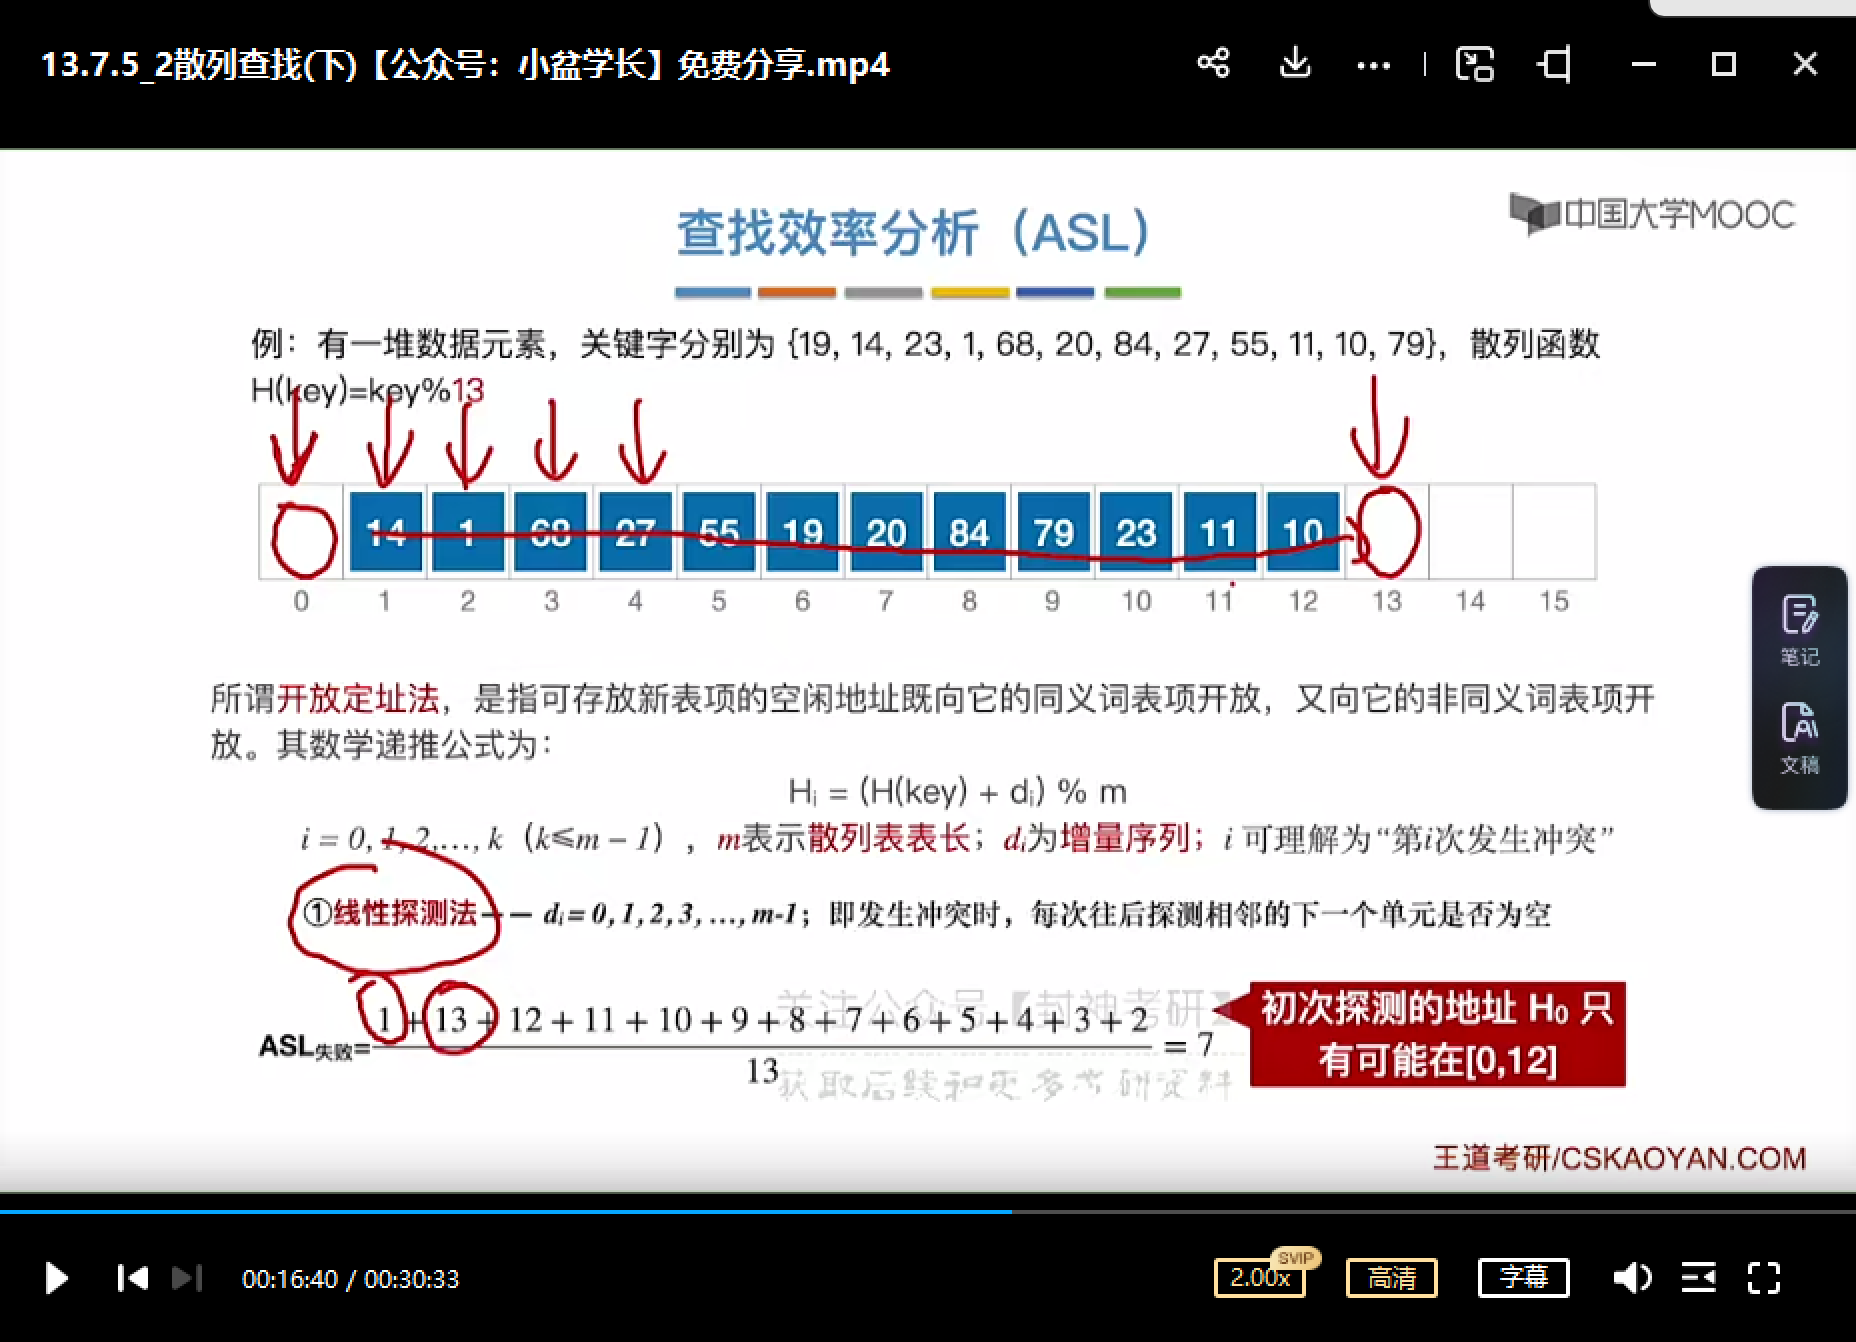 13.7.5_2散列查找(下)【公众号：小盆学长】免费分享.mp4
中国大学MOOC
查找效率分析（ASL）
例：有一堆数据元素，关键字分别为 {19, 14, 23, 1, 68, 20, 84, 27, 55, 11, 10, 79}，散列函数
H(key)=key%13
14 1 68 27 55 19 20 84 79 23 11 10
0 1 2 3 4 5 6 7 8 9 10 11 12 13 14 15
笔记
文稿
所谓开放定址法，是指可存放新表项的空闲地址既向它的同义词表项开放，又向它的非同义词表项开
放。其数学递推公式为：
Hᵢ = (H(key) + dᵢ) % m
i = 0, 1, 2,…, k（k≤m – 1），m表示散列表表长；dᵢ为增量序列；i 可理解为“第i次发生冲突”
①线性探测法—— dᵢ = 0, 1, 2, 3, …, m-1；即发生冲突时，每次往后探测相邻的下一个单元是否为空
关注公众号【封神考研】
获取后续和更多考研资料
ASL失败= (1 + 13 + 12 + 11 + 10 + 9 + 8 + 7 + 6 + 5 + 4 + 3 + 2) / 13 = 7
初次探测的地址 H₀ 只
有可能在[0,12]
王道考研/CSKAOYAN.COM
00:16:40 / 00:30:33
2.00x
SVIP
高清
字幕